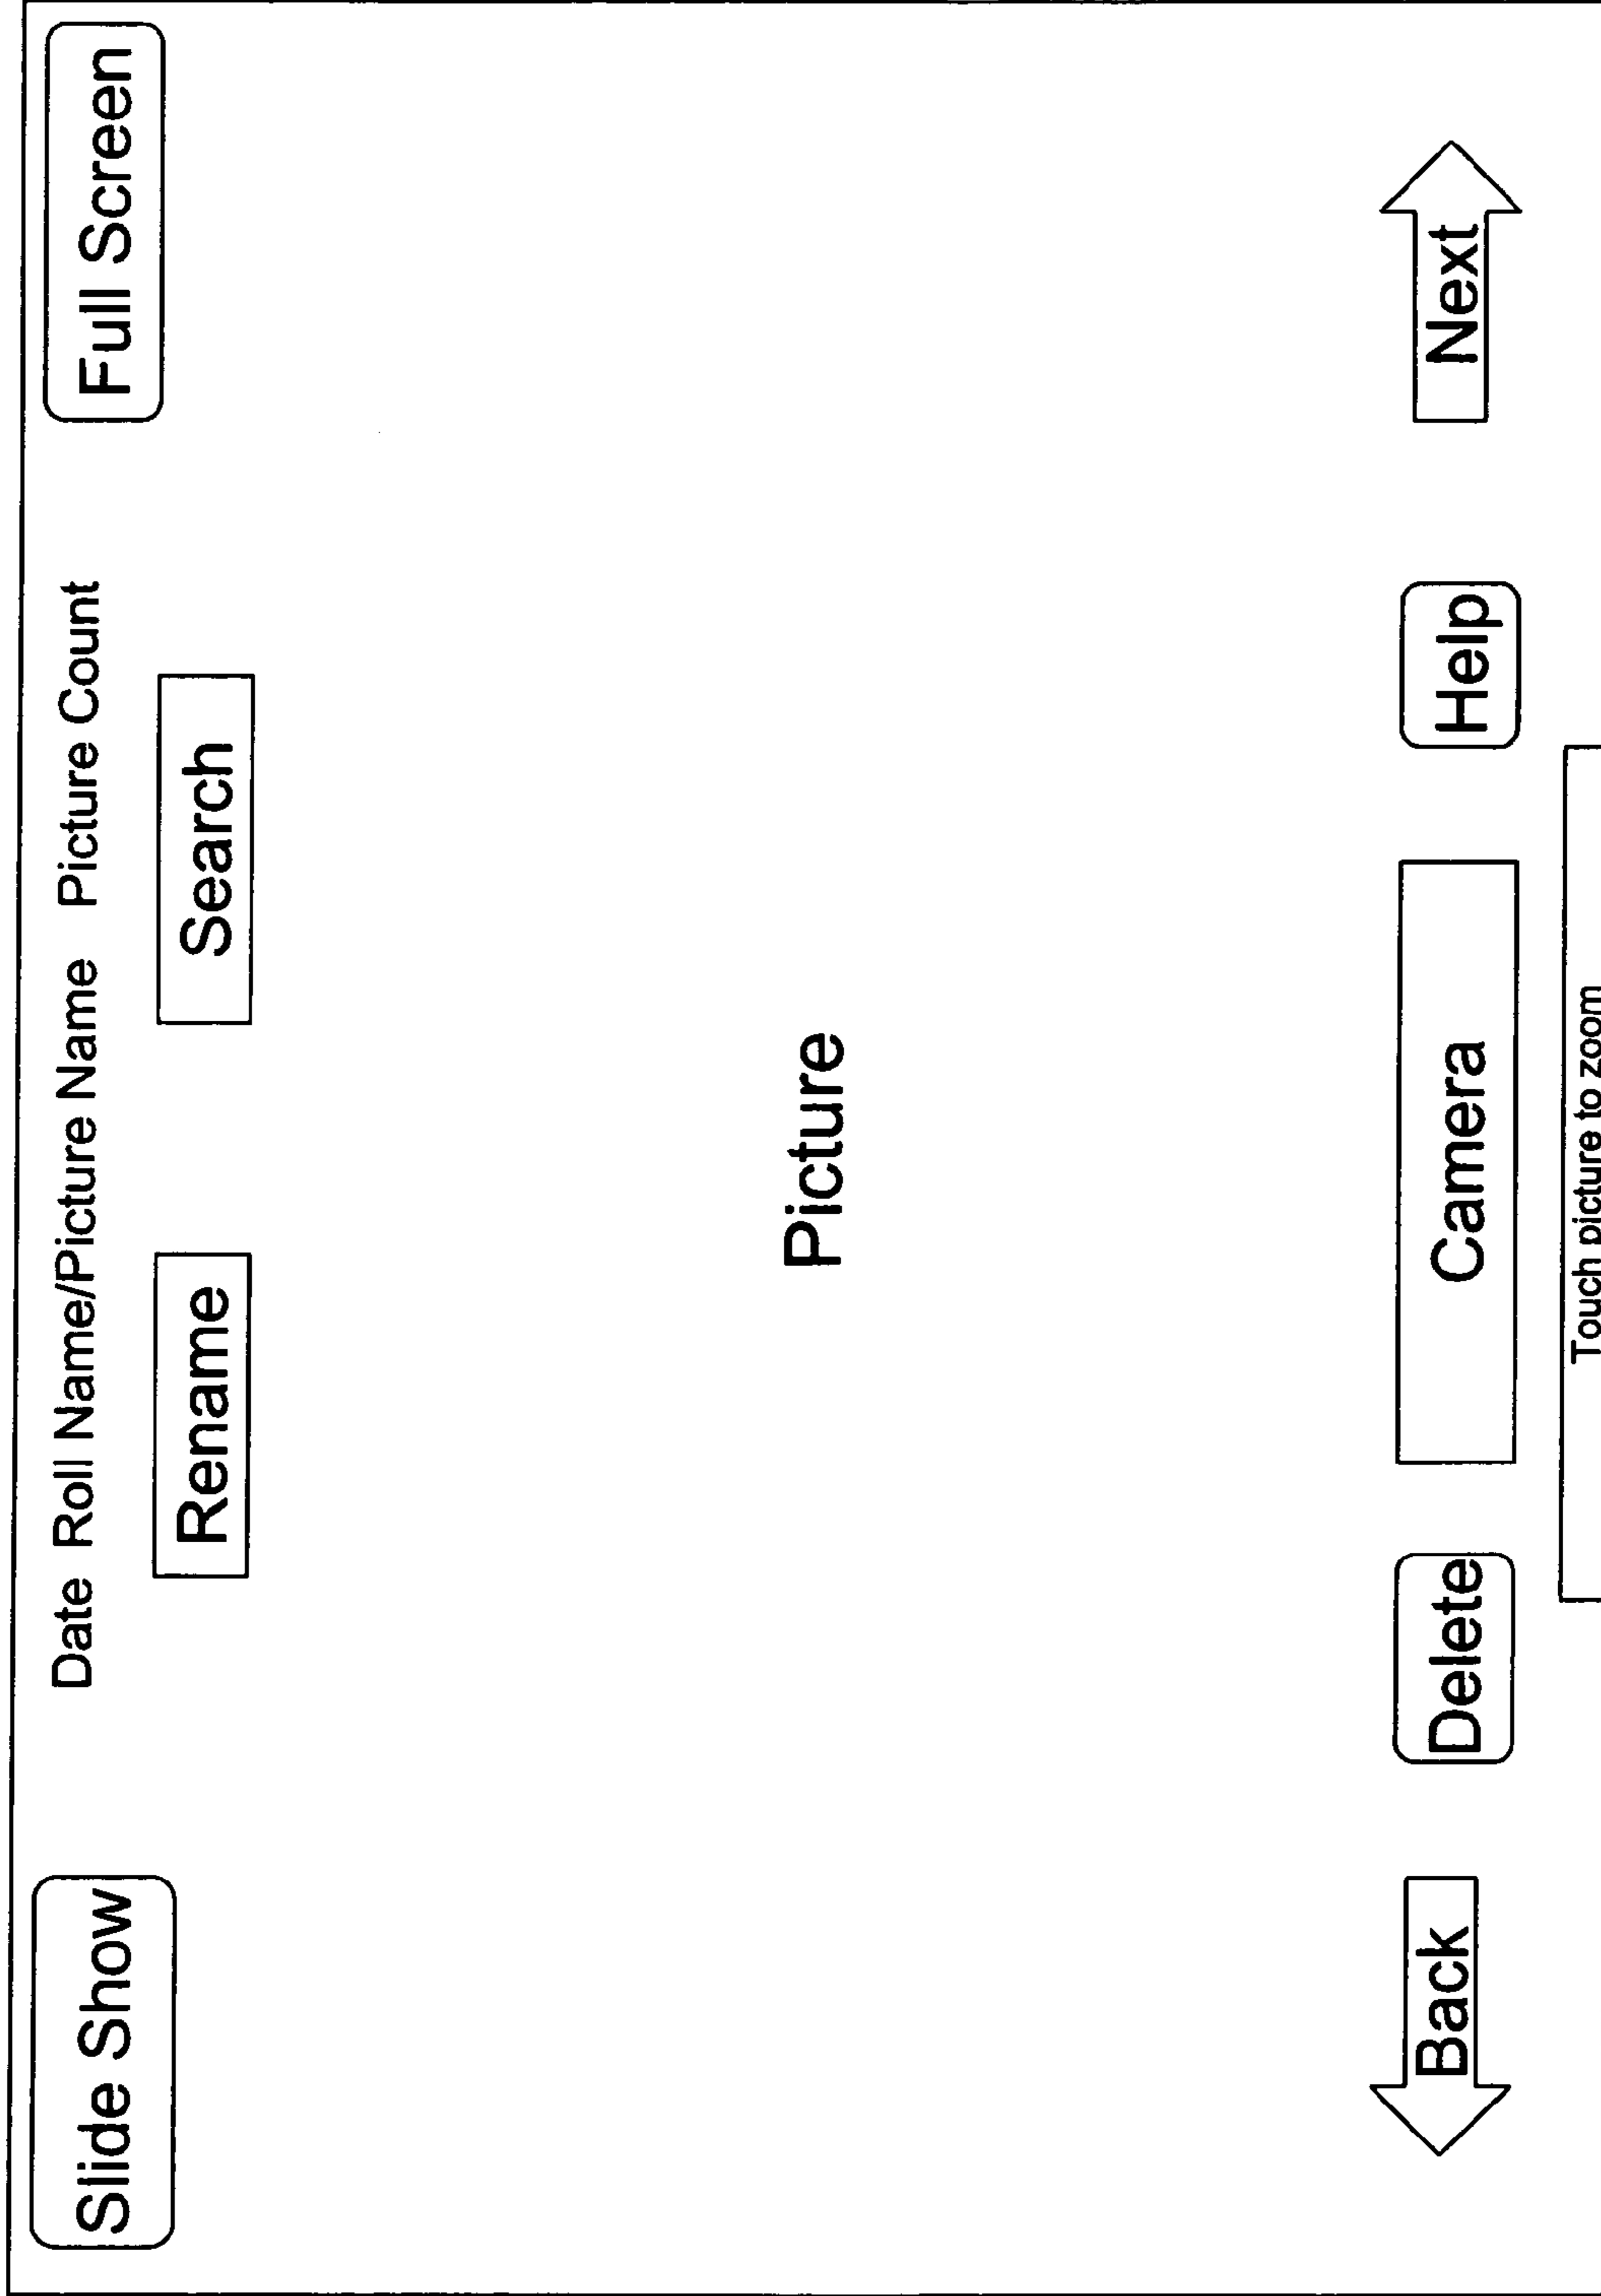 Slide Show
Date Roll Name/Picture Name Picture Count
Full Screen
Rename
Search
Picture
Back
Delete
Camera
Help
Next
Touch picture to zoom